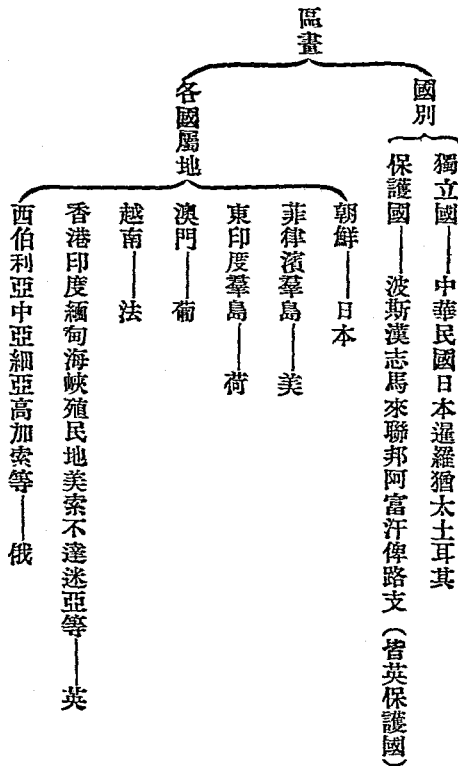 區畫
國別
獨立國——中華民國日本暹羅猶太土耳其
保護國——波斯漢志馬來聯邦阿富汗俾路支（皆英保護國）
各國屬地
朝鮮——日本
菲律濱羣島——美
東印度羣島——荷
澳門——葡
越南——法
香港印度緬甸海峽殖民地美索不達迷亞等——英
西伯利亞中亞細亞高加索等——俄